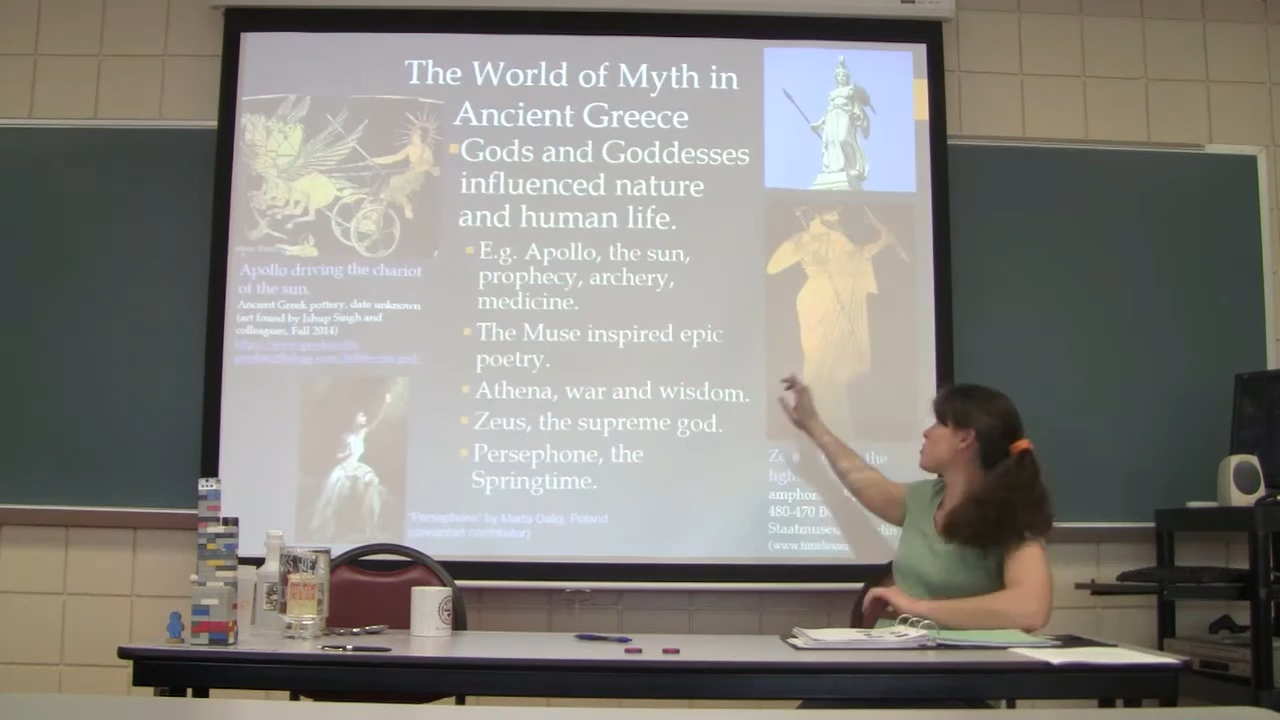 The World of Myth in
Ancient Greece
Gods and Goddesses
influenced nature
and human life.
E.g. Apollo, the sun,
prophecy, archery,
medicine.
The Muse inspired epic
poetry.
Athena, war and wisdom.
Zeus, the supreme god.
Persephone, the
Springtime.
Apollo driving the chariot
of the sun.
Ancient Greek pottery, date unknown
(art found by Ishup Singh and
colleagues, Fall 2014)
"Persephone" by Marta Dalig, Poland
(deviantart contributor)
the
480-470 B
Staatmuseu